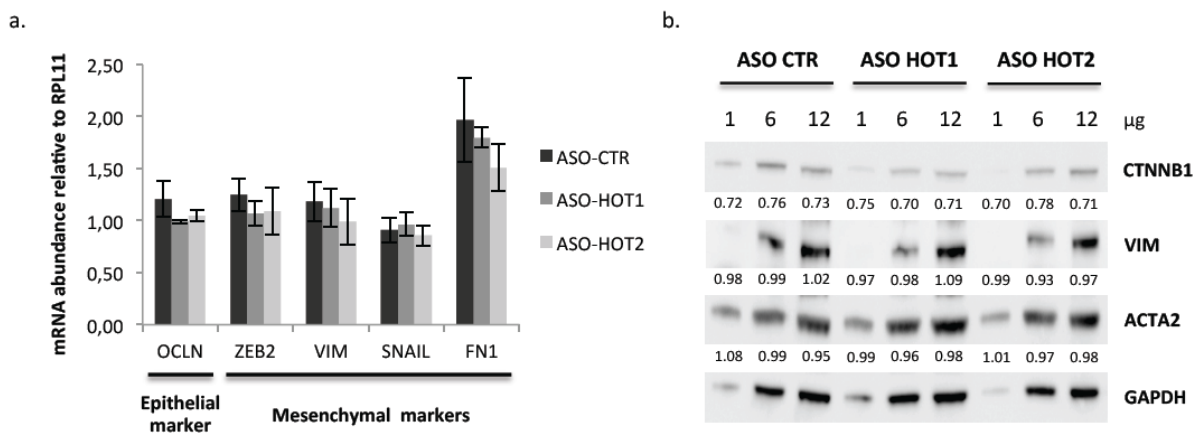 a.
mRNA abundance relative to RPL11
2,50
2,00
1,50
1,00
0,50
0,00
OCLN ZEB2 VIM SNAIL FN1
Epithelial marker
Mesenchymal markers
ASO-CTR
ASO-HOT1
ASO-HOT2
b.
ASO CTR ASO HOT1 ASO HOT2
1 6 12 1 6 12 1 6 12 µg
CTNNB1
0.72 0.76 0.73 0.75 0.70 0.71 0.70 0.78 0.71
VIM
0.98 0.99 1.02 0.97 0.98 1.09 0.99 0.93 0.97
ACTA2
1.08 0.99 0.95 0.99 0.96 0.98 1.01 0.97 0.98
GAPDH